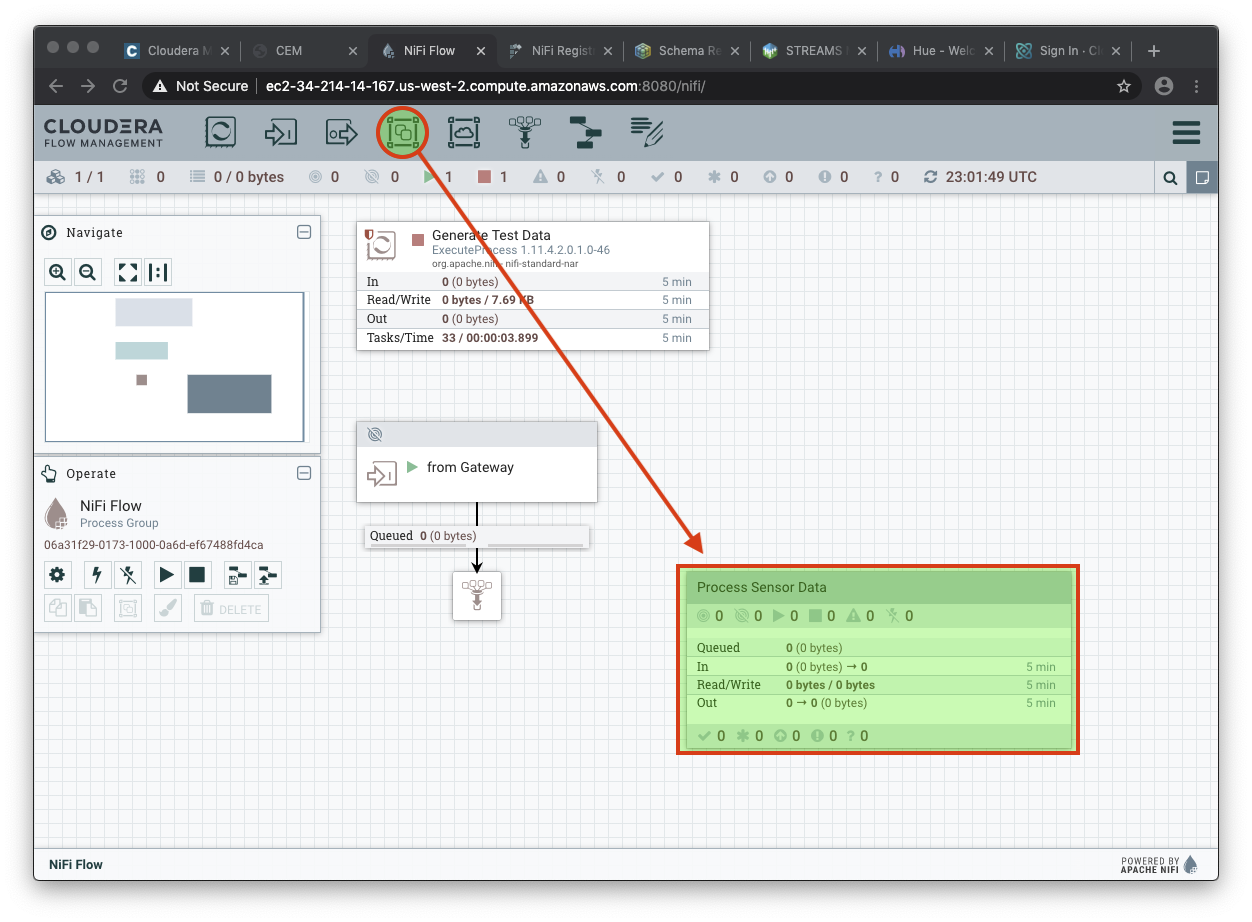 Cloudera M
CEM
NiFi Flow
NiFi Regist
Schema Re
STREAMS
Hue - Welc
Sign In · Cl
Not Secure
ec2-34-214-14-167.us-west-2.compute.amazonaws.com:8080/nifi/
CLOUDERA
FLOW MANAGEMENT
1 / 1 0 0 / 0 bytes 0 0 1 1 0 0 0 0 0 0 ? 0 23:01:49 UTC
Navigate
Operate
NiFi Flow
Process Group
06a31f29-0173-1000-0a6d-ef67488fd4ca
DELETE
Generate Test Data
ExecuteProcess 1.11.4.2.0.1.0-46
org.apache.nifi - nifi-standard-nar
In 0 (0 bytes) 5 min
Read/Write 0 bytes / 7.69 KB 5 min
Out 0 (0 bytes) 5 min
Tasks/Time 33 / 00:00:03.899 5 min
from Gateway
Queued 0 (0 bytes)
Process Sensor Data
0 0 0 0 0 0
Queued 0 (0 bytes)
In 0 (0 bytes) → 0 5 min
Read/Write 0 bytes / 0 bytes 5 min
Out 0 → 0 (0 bytes) 5 min
0 0 0 0 ? 0
NiFi Flow
POWERED BY
APACHE NIFI